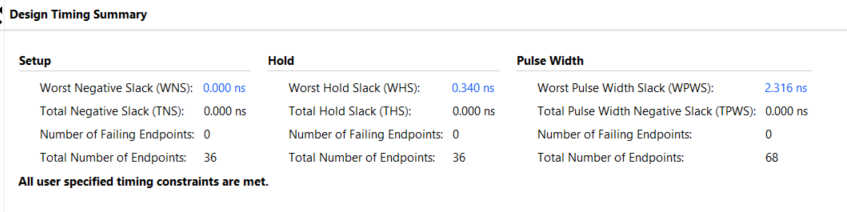 Design Timing Summary
Setup Hold Pulse Width
Worst Negative Slack (WNS): 0.000 ns Worst Hold Slack (WHS): 0.340 ns Worst Pulse Width Slack (WPWS): 2.316 ns
Total Negative Slack (TNS): 0.000 ns Total Hold Slack (THS): 0.000 ns Total Pulse Width Negative Slack (TPWS): 0.000 ns
Number of Failing Endpoints: 0 Number of Failing Endpoints: 0 Number of Failing Endpoints: 0
Total Number of Endpoints: 36 Total Number of Endpoints: 36 Total Number of Endpoints: 68
All user specified timing constraints are met.